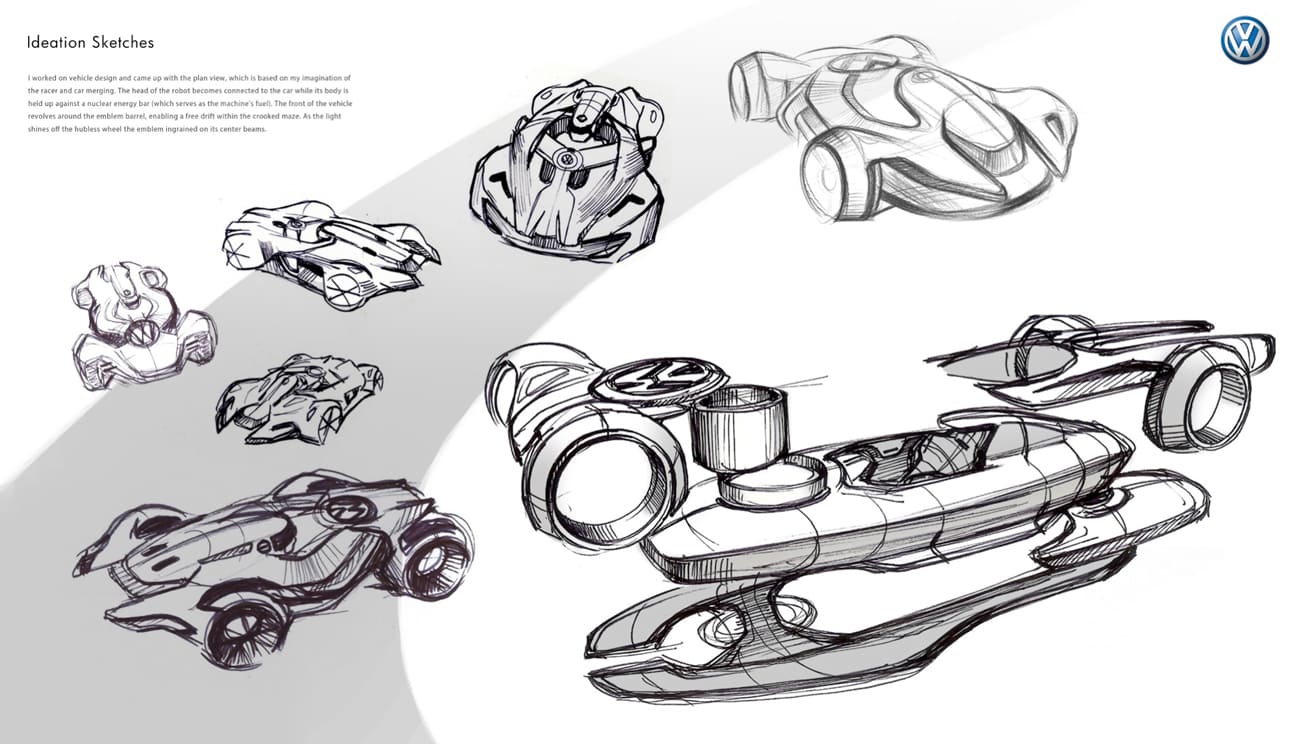 Ideation Sketches
I worked on vehicle design and came up with the plan view, which is based on my imagination of
the racer and car merging. The head of the robot becomes connected to the car while its body is
held up against a nuclear energy bar (which serves as the machine's fuel). The front of the vehicle
revolves around the emblem barrel, enabling a free drift within the crooked maze. As the light
shines off the hubless wheel the emblem ingrained on its center beams.